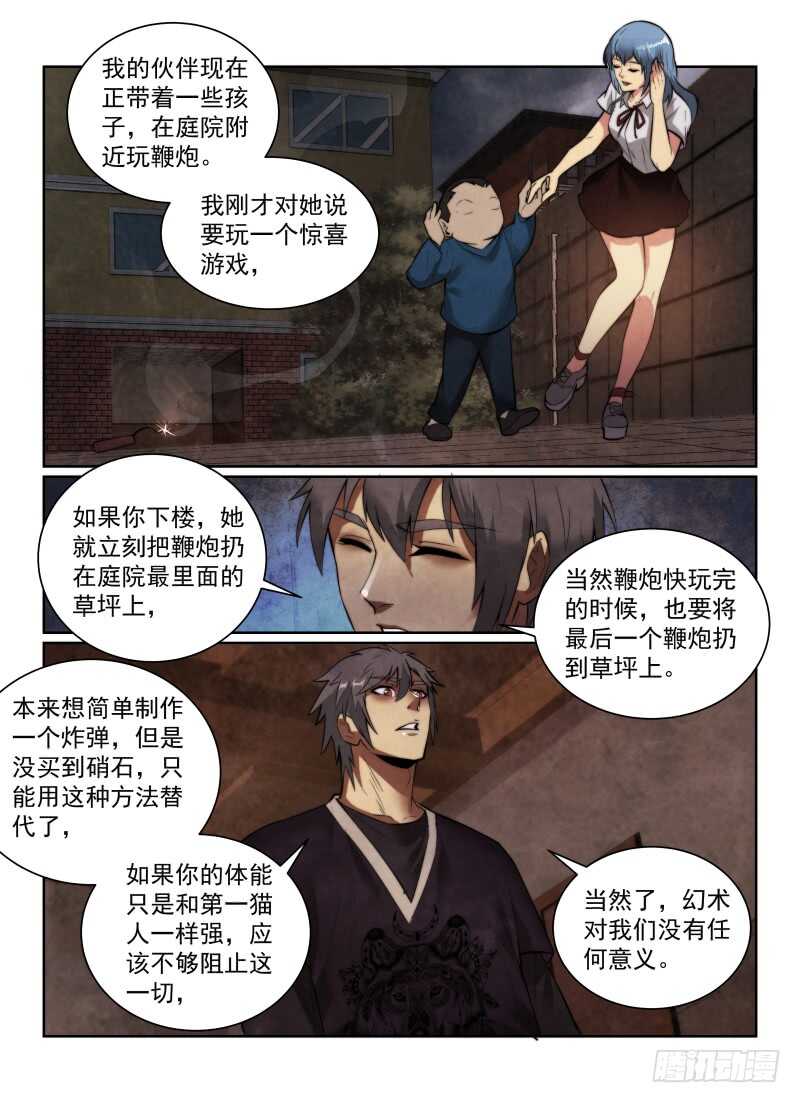 我的伙伴现在
正带着一些孩
子，在庭院附
近玩鞭炮。
我刚才对她说
要玩一个惊喜
游戏，
如果你下楼，她
就立刻把鞭炮扔
在庭院最里面的
草坪上，
当然鞭炮快玩完
的时候，也要将
最后一个鞭炮扔
到草坪上。
本来想简单制作
一个炸弹，但是
没买到硝石，只
能用这种方法替
代了，
如果你的体能
只是和第一猫
人一样强，应
该不够阻止这
一切，
当然了，幻术
对我们没有任
何意义。
腾讯动漫